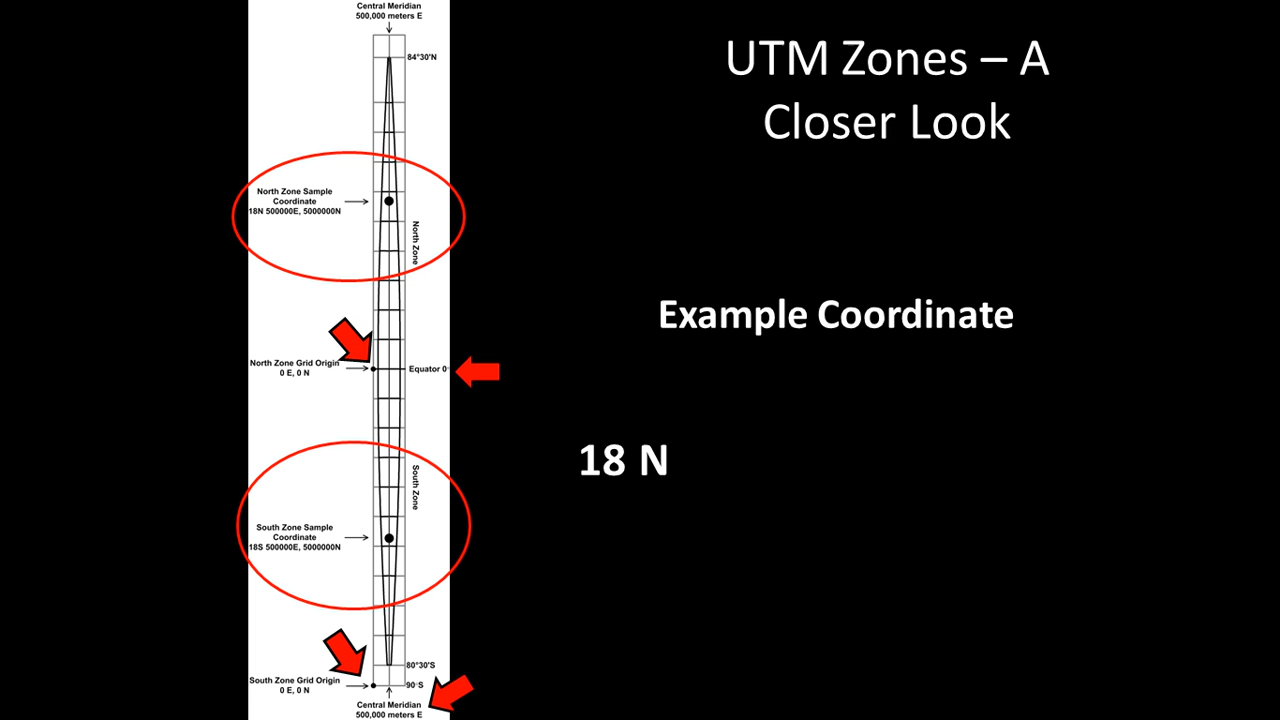 Central Meridian
500,000 meters E
84°30'N
North Zone Sample
Coordinate
18N 500000E, 5000000N
North Zone
North Zone Grid Origin
0 E, 0 N
Equator 0
South Zone
South Zone Sample
Coordinate
18S 500000E, 5000000N
80°30'S
South Zone Grid Origin
0 E, 0 N
90 S
Central Meridian
500,000 meters E
UTM Zones – A
Closer Look
Example Coordinate
18 N